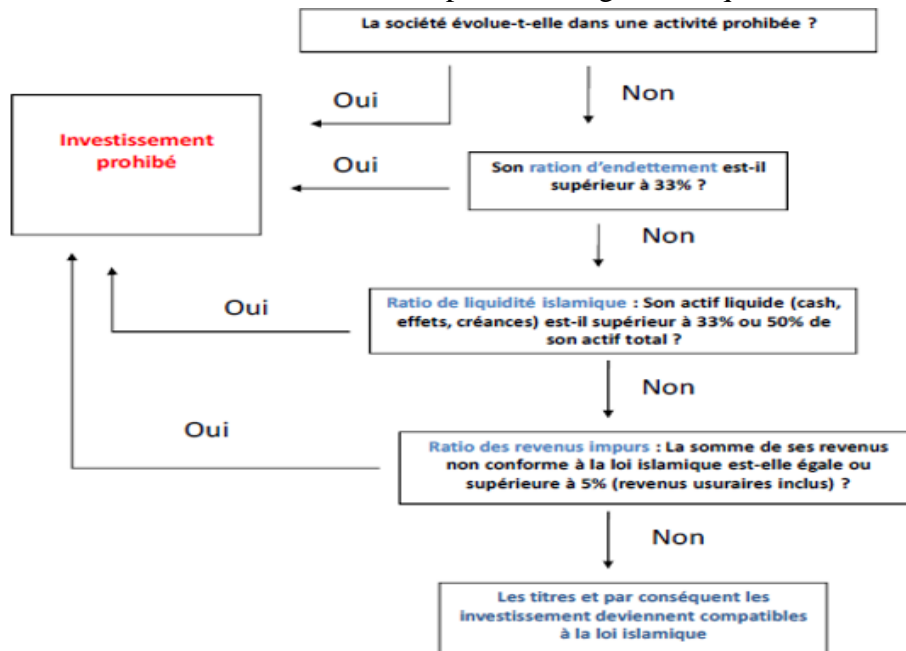 La société évolue-t-elle dans une activité prohibée ?
Oui
Non
Investissement
prohibé
Oui
Son ration d'endettement est-il
supérieur à 33% ?
Non
Ratio de liquidité islamique : Son actif liquide (cash,
effets, créances) est-il supérieur à 33% ou 50% de
son actif total ?
Oui
Non
Oui
Ratio des revenus impurs : La somme de ses revenus
non conforme à la loi islamique est-elle égale ou
supérieure à 5% (revenus usuraires inclus) ?
Non
Les titres et par conséquent les
investissement deviennent compatibles
à la loi islamique